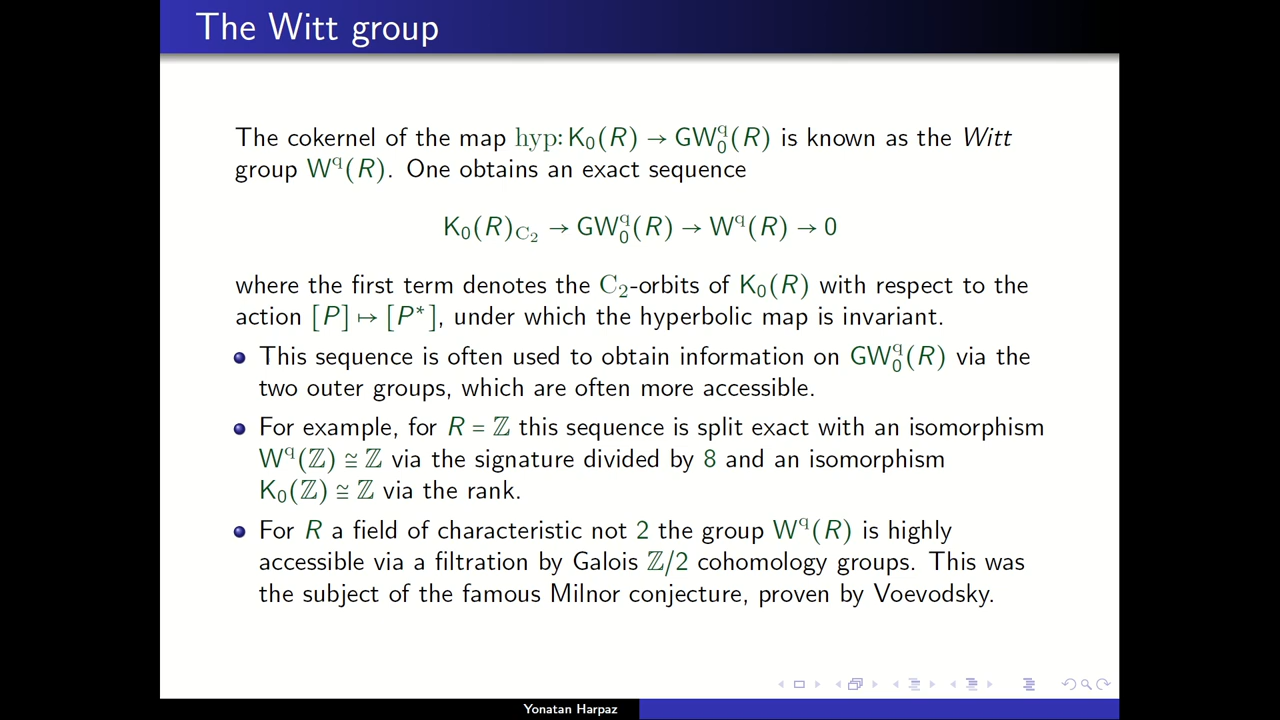 The Witt group
The cokernel of the map hyp: K₀(R) → GW₀^q(R) is known as the Witt
group W^q(R). One obtains an exact sequence
K₀(R)_C₂ → GW₀^q(R) → W^q(R) → 0
where the first term denotes the C₂-orbits of K₀(R) with respect to the
action [P] ↦ [P*], under which the hyperbolic map is invariant.
This sequence is often used to obtain information on GW₀^q(R) via the
two outer groups, which are often more accessible.
For example, for R = ℤ this sequence is split exact with an isomorphism
W^q(ℤ) ≅ ℤ via the signature divided by 8 and an isomorphism
K₀(ℤ) ≅ ℤ via the rank.
For R a field of characteristic not 2 the group W^q(R) is highly
accessible via a filtration by Galois ℤ/2 cohomology groups. This was
the subject of the famous Milnor conjecture, proven by Voevodsky.
Yonatan Harpaz